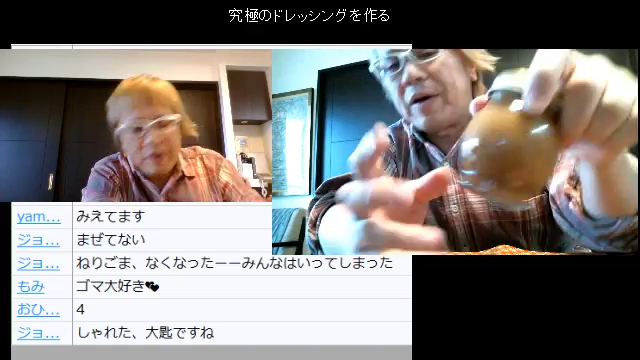 究極のドレッシングを作る
yam... みえてます
ジョ... まぜてない
ジョ... ねりごま、なくなったーーみんなはいってしまった
もみ ゴマ大好き
おひ... 4
ジョ... しゃれた、大匙ですね